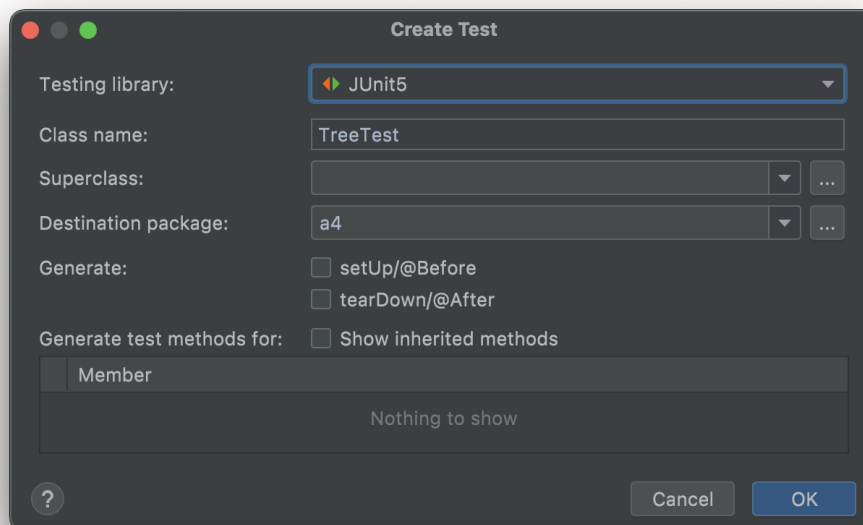 Create Test
Testing library: JUnit5
Class name: TreeTest
Superclass: ...
Destination package: a4 ...
Generate: setUp/@Before
tearDown/@After
Generate test methods for: Show inherited methods
Member
Nothing to show
? Cancel OK